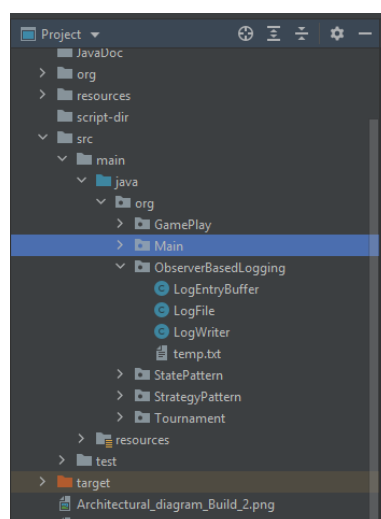 Project
JavaDoc
org
resources
script-dir
src
main
java
org
GamePlay
Main
ObserverBasedLogging
LogEntryBuffer
LogFile
LogWriter
temp.txt
StatePattern
StrategyPattern
Tournament
resources
test
target
Architectural_diagram_Build_2.png